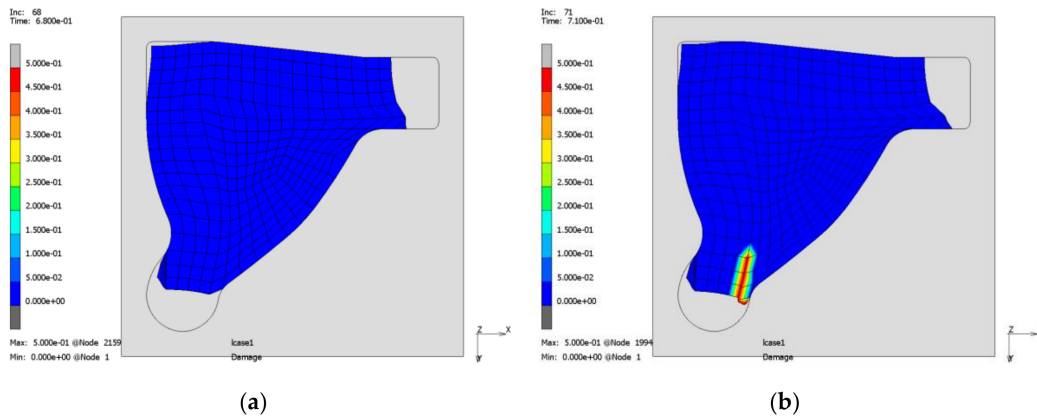 Inc: 68
Time: 6.800e-01
5.000e-01
4.500e-01
4.000e-01
3.500e-01
3.000e-01
2.500e-01
2.000e-01
1.500e-01
1.000e-01
5.000e-02
0.000e+00
Max: 5.000e-01 @Node 2159
Min: 0.000e+00 @Node 1
lcase1
Damage
Z X
Y
(a)
Inc: 71
Time: 7.100e-01
5.000e-01
4.500e-01
4.000e-01
3.500e-01
3.000e-01
2.500e-01
2.000e-01
1.500e-01
1.000e-01
5.000e-02
0.000e+00
Max: 5.000e-01 @Node 1994
Min: 0.000e+00 @Node 1
lcase1
Damage
Z X
Y
(b)